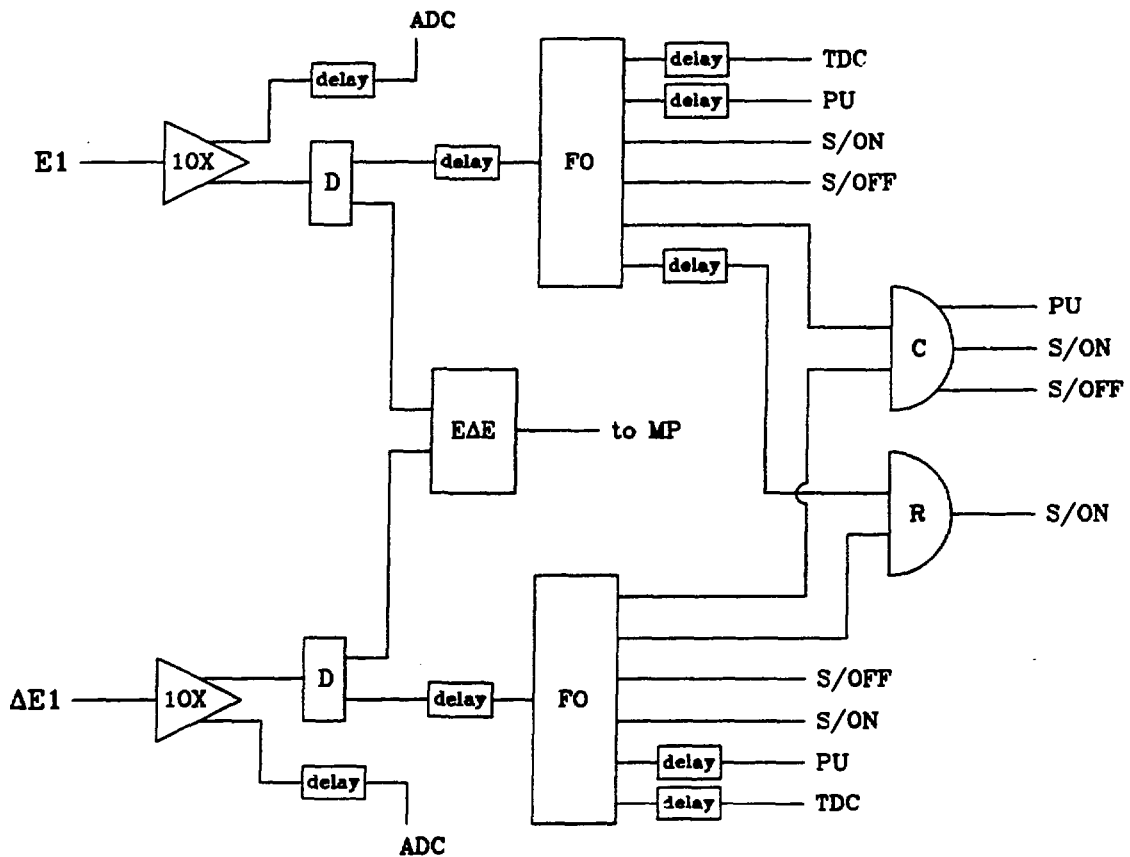 ADC
delay
E1
10X
D
delay
FO
delay
TDC
delay
PU
S/ON
S/OFF
delay
C
PU
S/ON
S/OFF
EΔE
to MP
R
S/ON
ΔE1
10X
D
delay
FO
S/OFF
S/ON
delay
PU
delay
TDC
delay
ADC